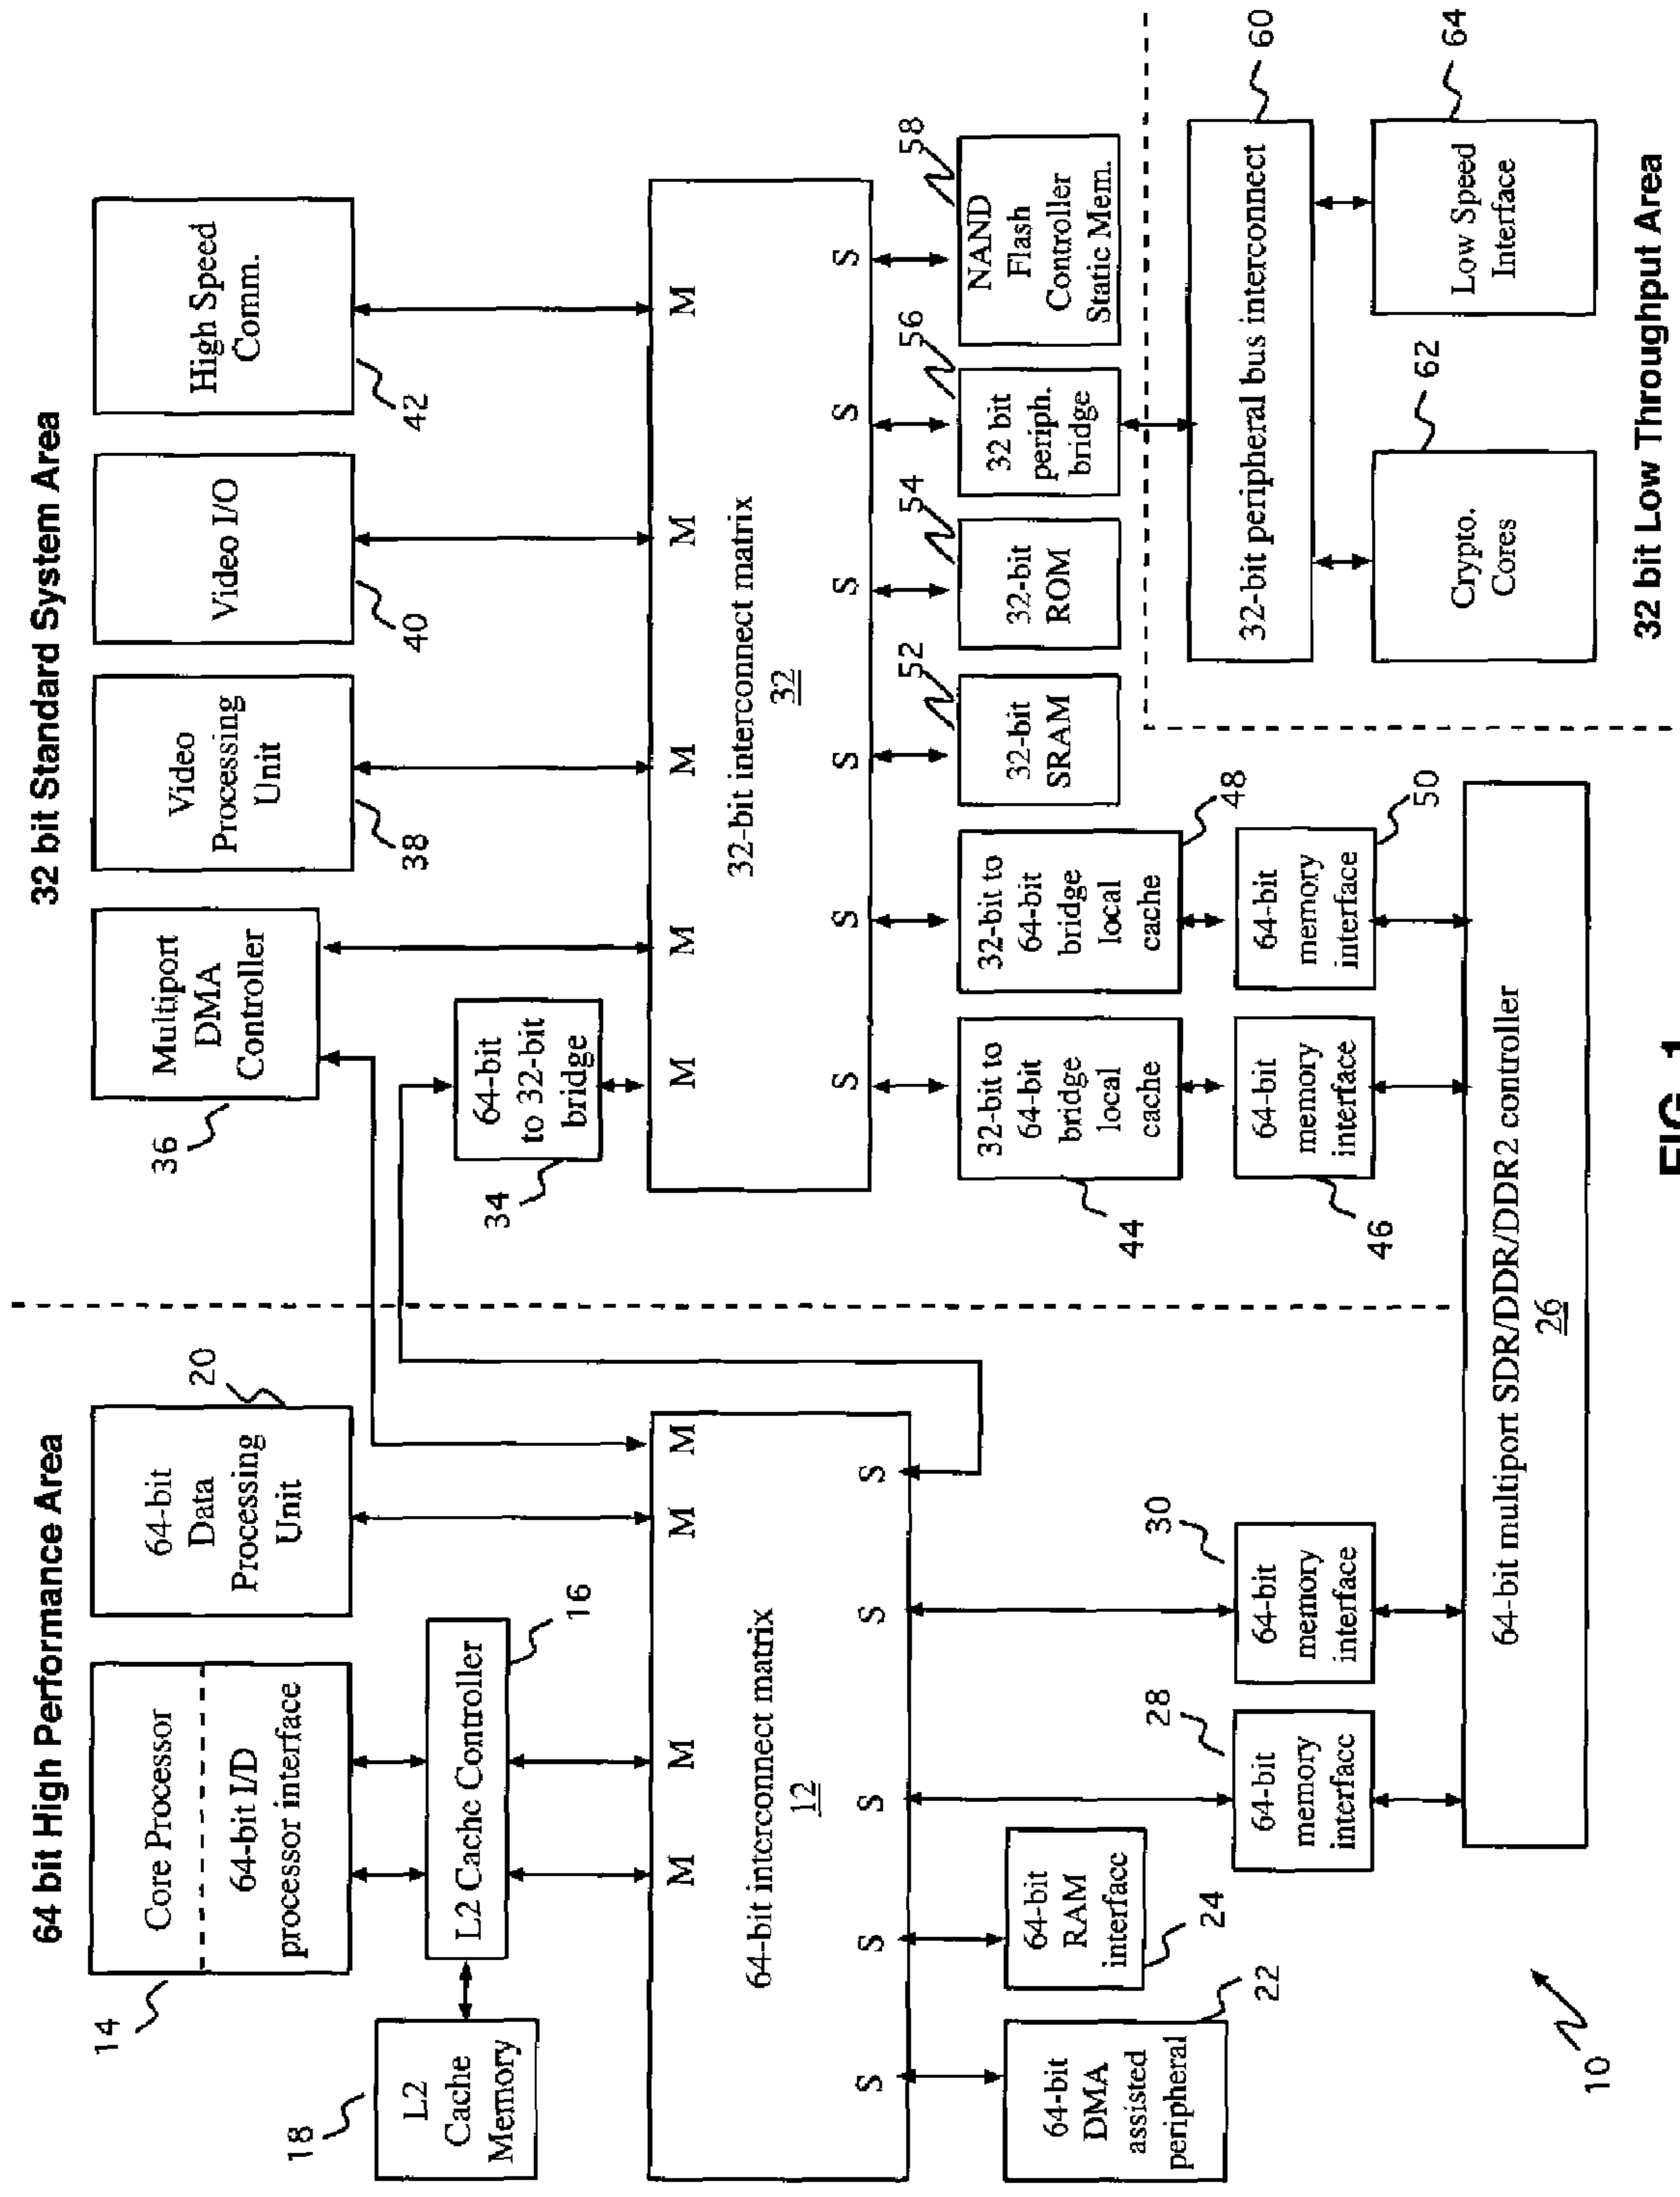 64 bit High Performance Area
32 bit Standard System Area
14
Core Processor
64-bit I/D
processor interface
20
64-bit
Data
Processing
Unit
36
Multiport
DMA
Controller
38
Video
Processing
Unit
40
Video I/O
42
High Speed
Comm.
18
L2
Cache
Memory
16
L2 Cache Controller
34
64-bit
to 32-bit
bridge
M
M
M
M
64-bit interconnect matrix
12
S
S
S
S
S
M
M
M
M
M
32-bit interconnect matrix
32
S
S
S
S
S
S
22
64-bit
DMA
assisted
peripheral
24
64-bit
RAM
interface
28
64-bit
memory
interface
30
64-bit
memory
interface
44
32-bit to
64-bit
bridge
local
cache
48
32-bit to
64-bit
bridge
local
cache
52
32-bit
SRAM
54
32-bit
ROM
56
32 bit
periph.
bridge
58
NAND
Flash
Controller
Static Mem.
46
64-bit
memory
interface
50
64-bit
memory
interface
60
32-bit peripheral bus interconnect
62
Crypto.
Cores
64
Low Speed
Interface
10
64-bit multiport SDR/DDR/DDR2 controller
26
32 bit Low Throughput Area
FIG. 1